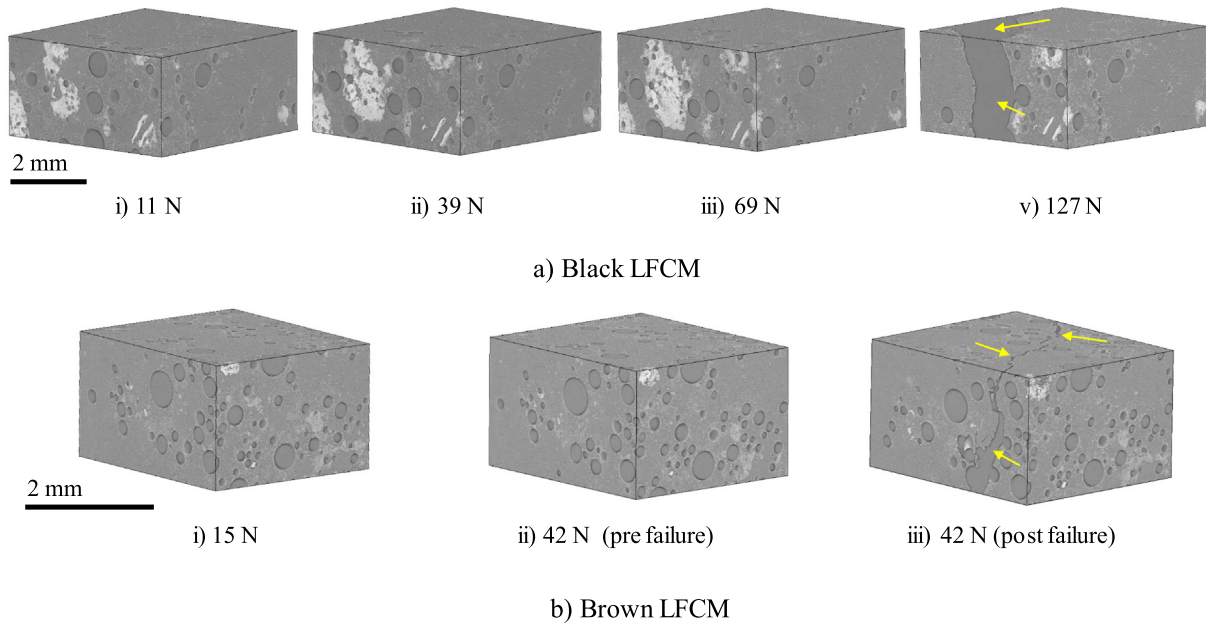 2 mm
i) 11 N
ii) 39 N
iii) 69 N
v) 127 N
a) Black LFCM
2 mm
i) 15 N
ii) 42 N (pre failure)
iii) 42 N (post failure)
b) Brown LFCM